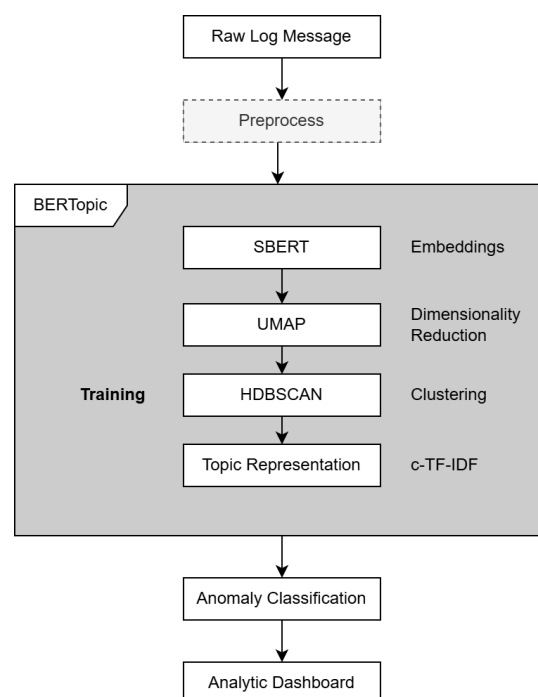 Raw Log Message
Preprocess
BERTopic
SBERT
Embeddings
UMAP
Dimensionality
Reduction
Training
HDBSCAN
Clustering
Topic Representation
c-TF-IDF
Anomaly Classification
Analytic Dashboard